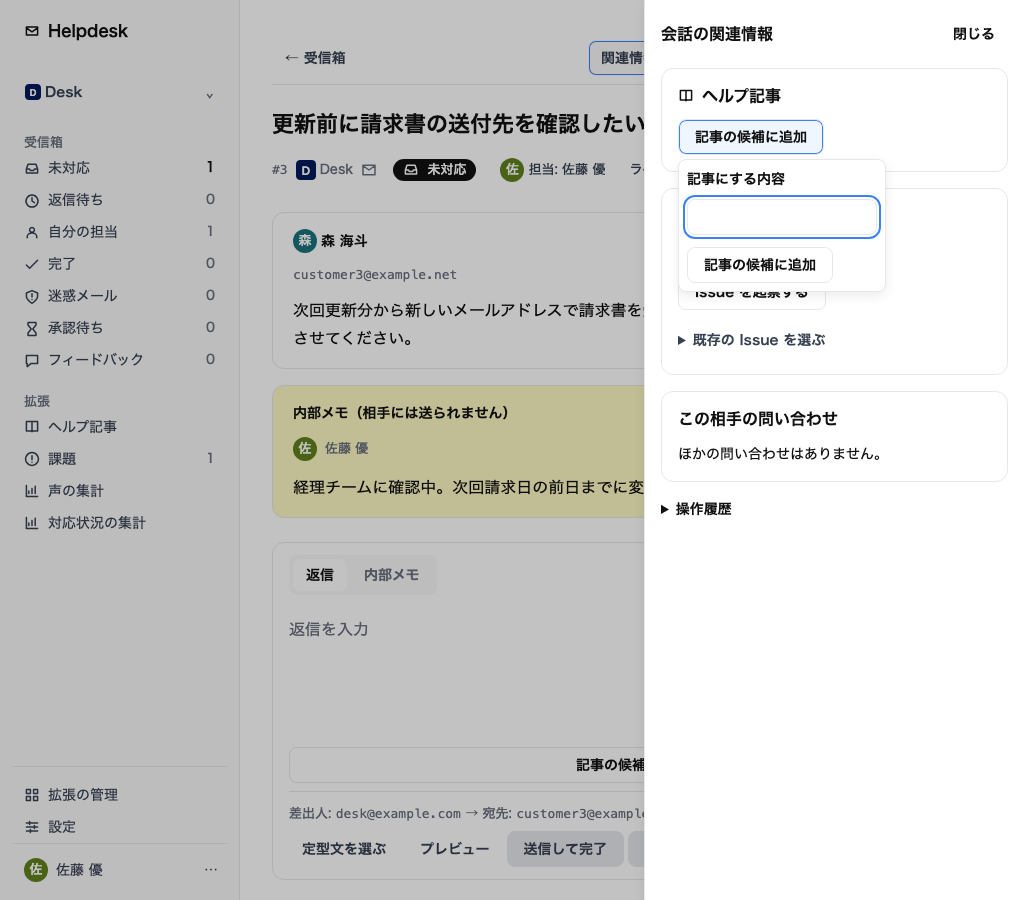 Helpdesk
D Desk
受信箱
未対応 1
返信待ち 0
自分の担当 1
完了 0
迷惑メール 0
承認待ち 0
フィードバック 0
拡張
ヘルプ記事
課題 1
声の集計
対応状況の集計
拡張の管理
設定
佐 佐藤 優
← 受信箱
関連情
更新前に請求書の送付先を確認したい
#3 D Desk 未対応 佐 担当: 佐藤 優
森 森 海斗
customer3@example.net
次回更新分から新しいメールアドレスで請求書を
させてください。
内部メモ（相手には送られません）
佐 佐藤 優
経理チームに確認中。次回請求日の前日までに変
返信 内部メモ
返信を入力
記事の候補
差出人: desk@example.com → 宛先: customer3@example
定型文を選ぶ プレビュー 送信して完了
会話の関連情報 閉じる
ヘルプ記事
記事の候補に追加
記事にする内容
記事の候補に追加
Issue を起票する
▶ 既存の Issue を選ぶ
この相手の問い合わせ
ほかの問い合わせはありません。
▶ 操作履歴